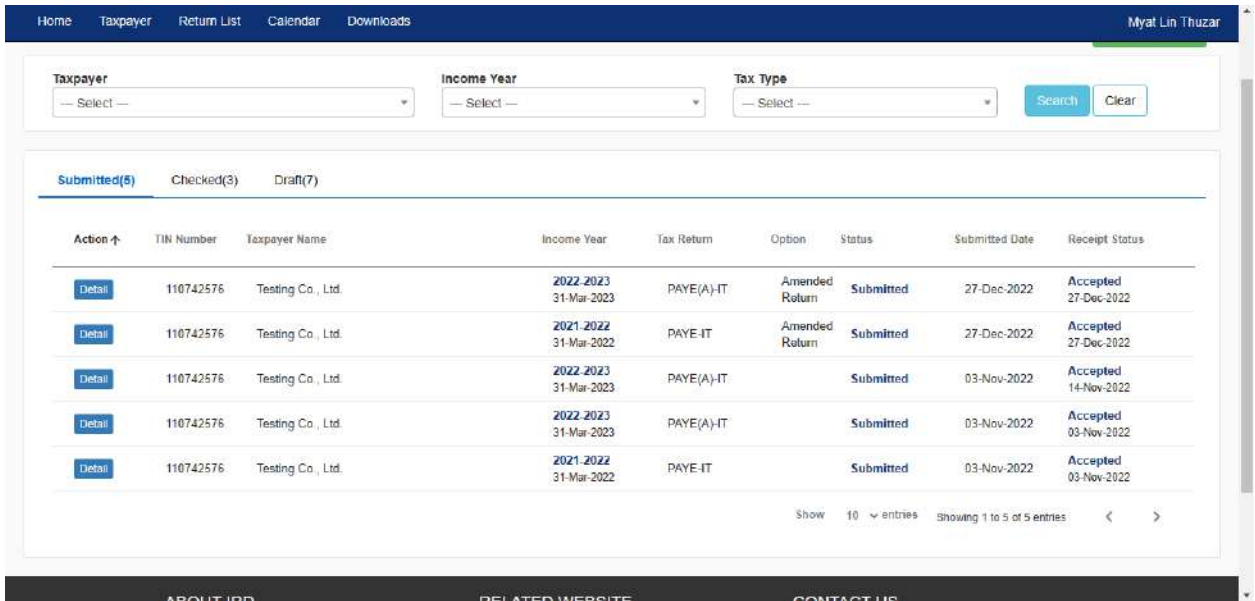 Home Taxpayer Return List Calendar Downloads Myat Lin Thuzar
Taxpayer Income Year Tax Type
--- Select --- --- Select --- --- Select --- Search Clear
Submitted(5) Checked(3) Draft(7)
Action TIN Number Taxpayer Name Income Year Tax Return Option Status Submitted Date Receipt Status
Detail 110742576 Testing Co., Ltd. 2022-2023 PAYE(A)-IT Amended Submitted 27-Dec-2022 Accepted
31-Mar-2023 Return 27-Dec-2022
Detail 110742576 Testing Co., Ltd. 2021-2022 PAYE-IT Amended Submitted 27-Dec-2022 Accepted
31-Mar-2022 Return 27-Dec-2022
Detail 110742576 Testing Co., Ltd. 2022-2023 PAYE(A)-IT Submitted 03-Nov-2022 Accepted
31-Mar-2023 14-Nov-2022
Detail 110742576 Testing Co., Ltd. 2022-2023 PAYE(A)-IT Submitted 03-Nov-2022 Accepted
31-Mar-2023 03-Nov-2022
Detail 110742576 Testing Co., Ltd. 2021-2022 PAYE-IT Submitted 03-Nov-2022 Accepted
31-Mar-2022 03-Nov-2022
Show 10 entries Showing 1 to 5 of 5 entries
ABOUT IRD RELATED WEBSITE CONTACT US